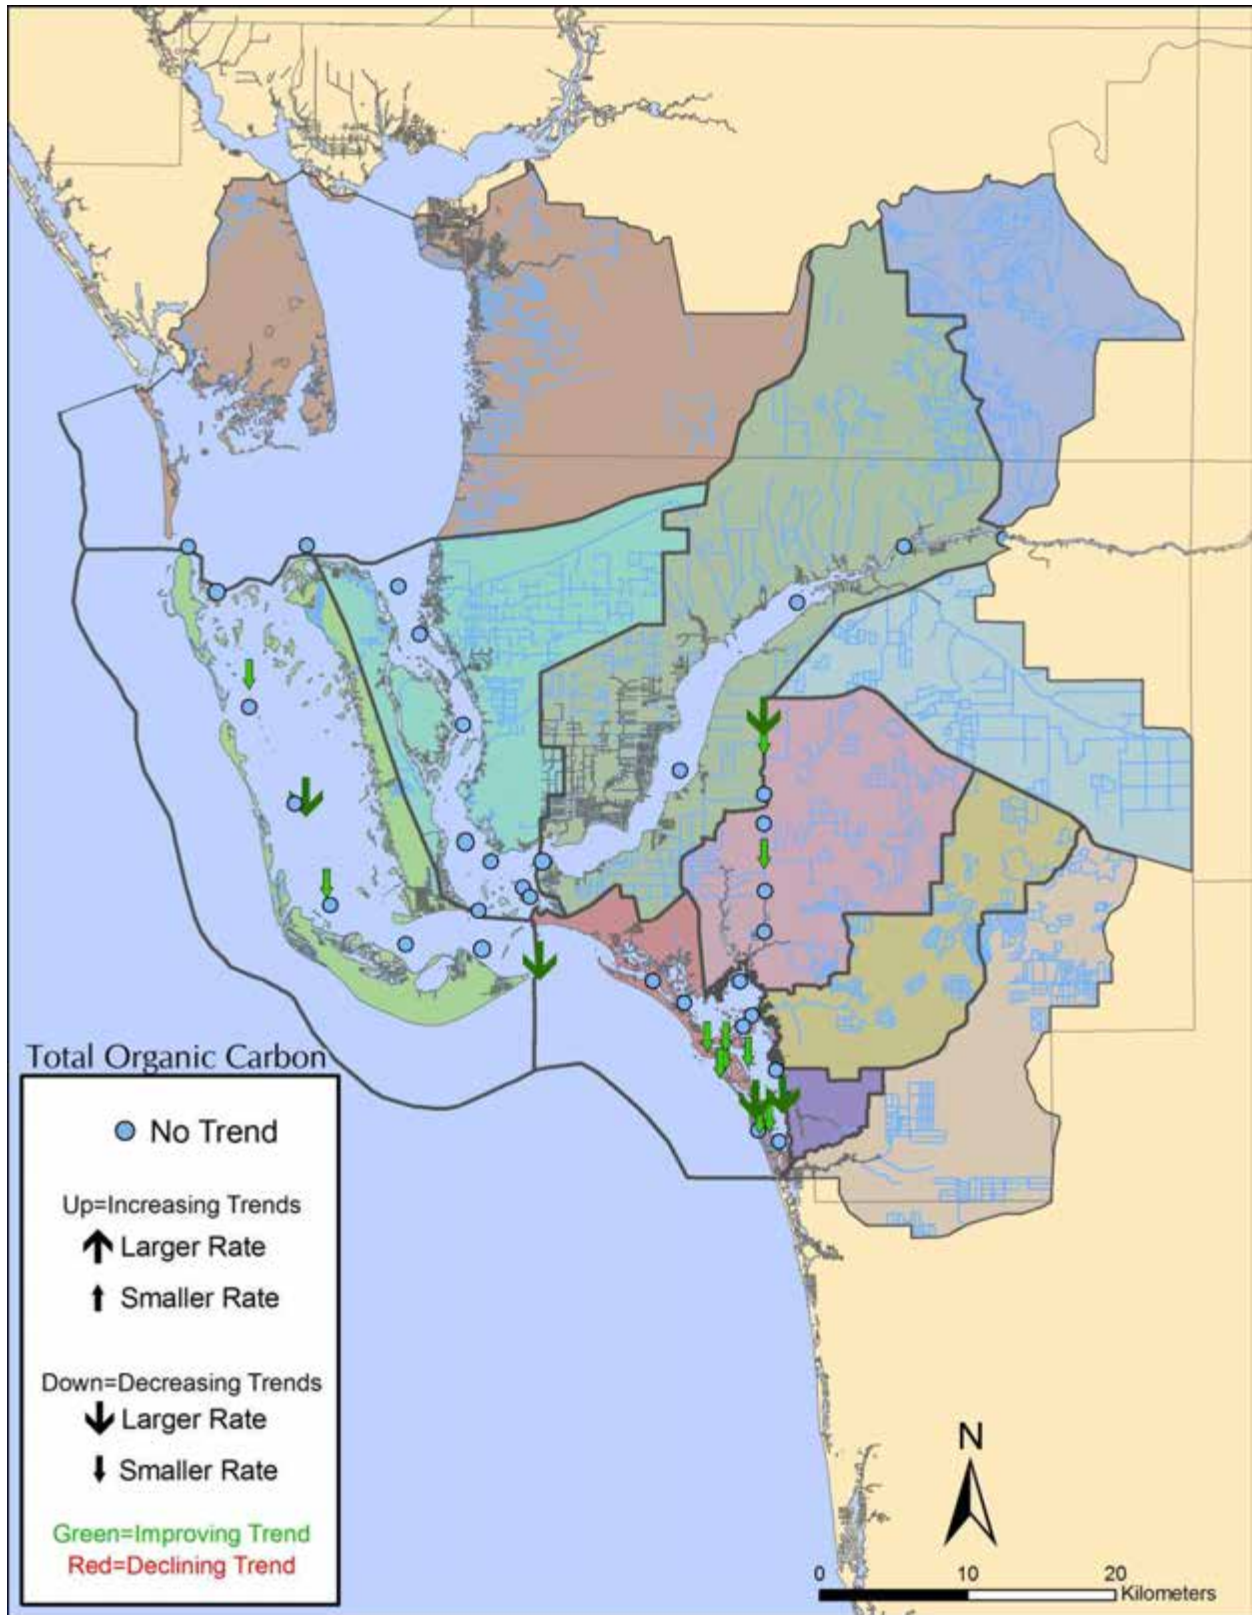 Total Organic Carbon
No Trend
Up=Increasing Trends
Larger Rate
Smaller Rate
Down=Decreasing Trends
Larger Rate
Smaller Rate
Green=Improving Trend
Red=Declining Trend
N
0 10 20
Kilometers